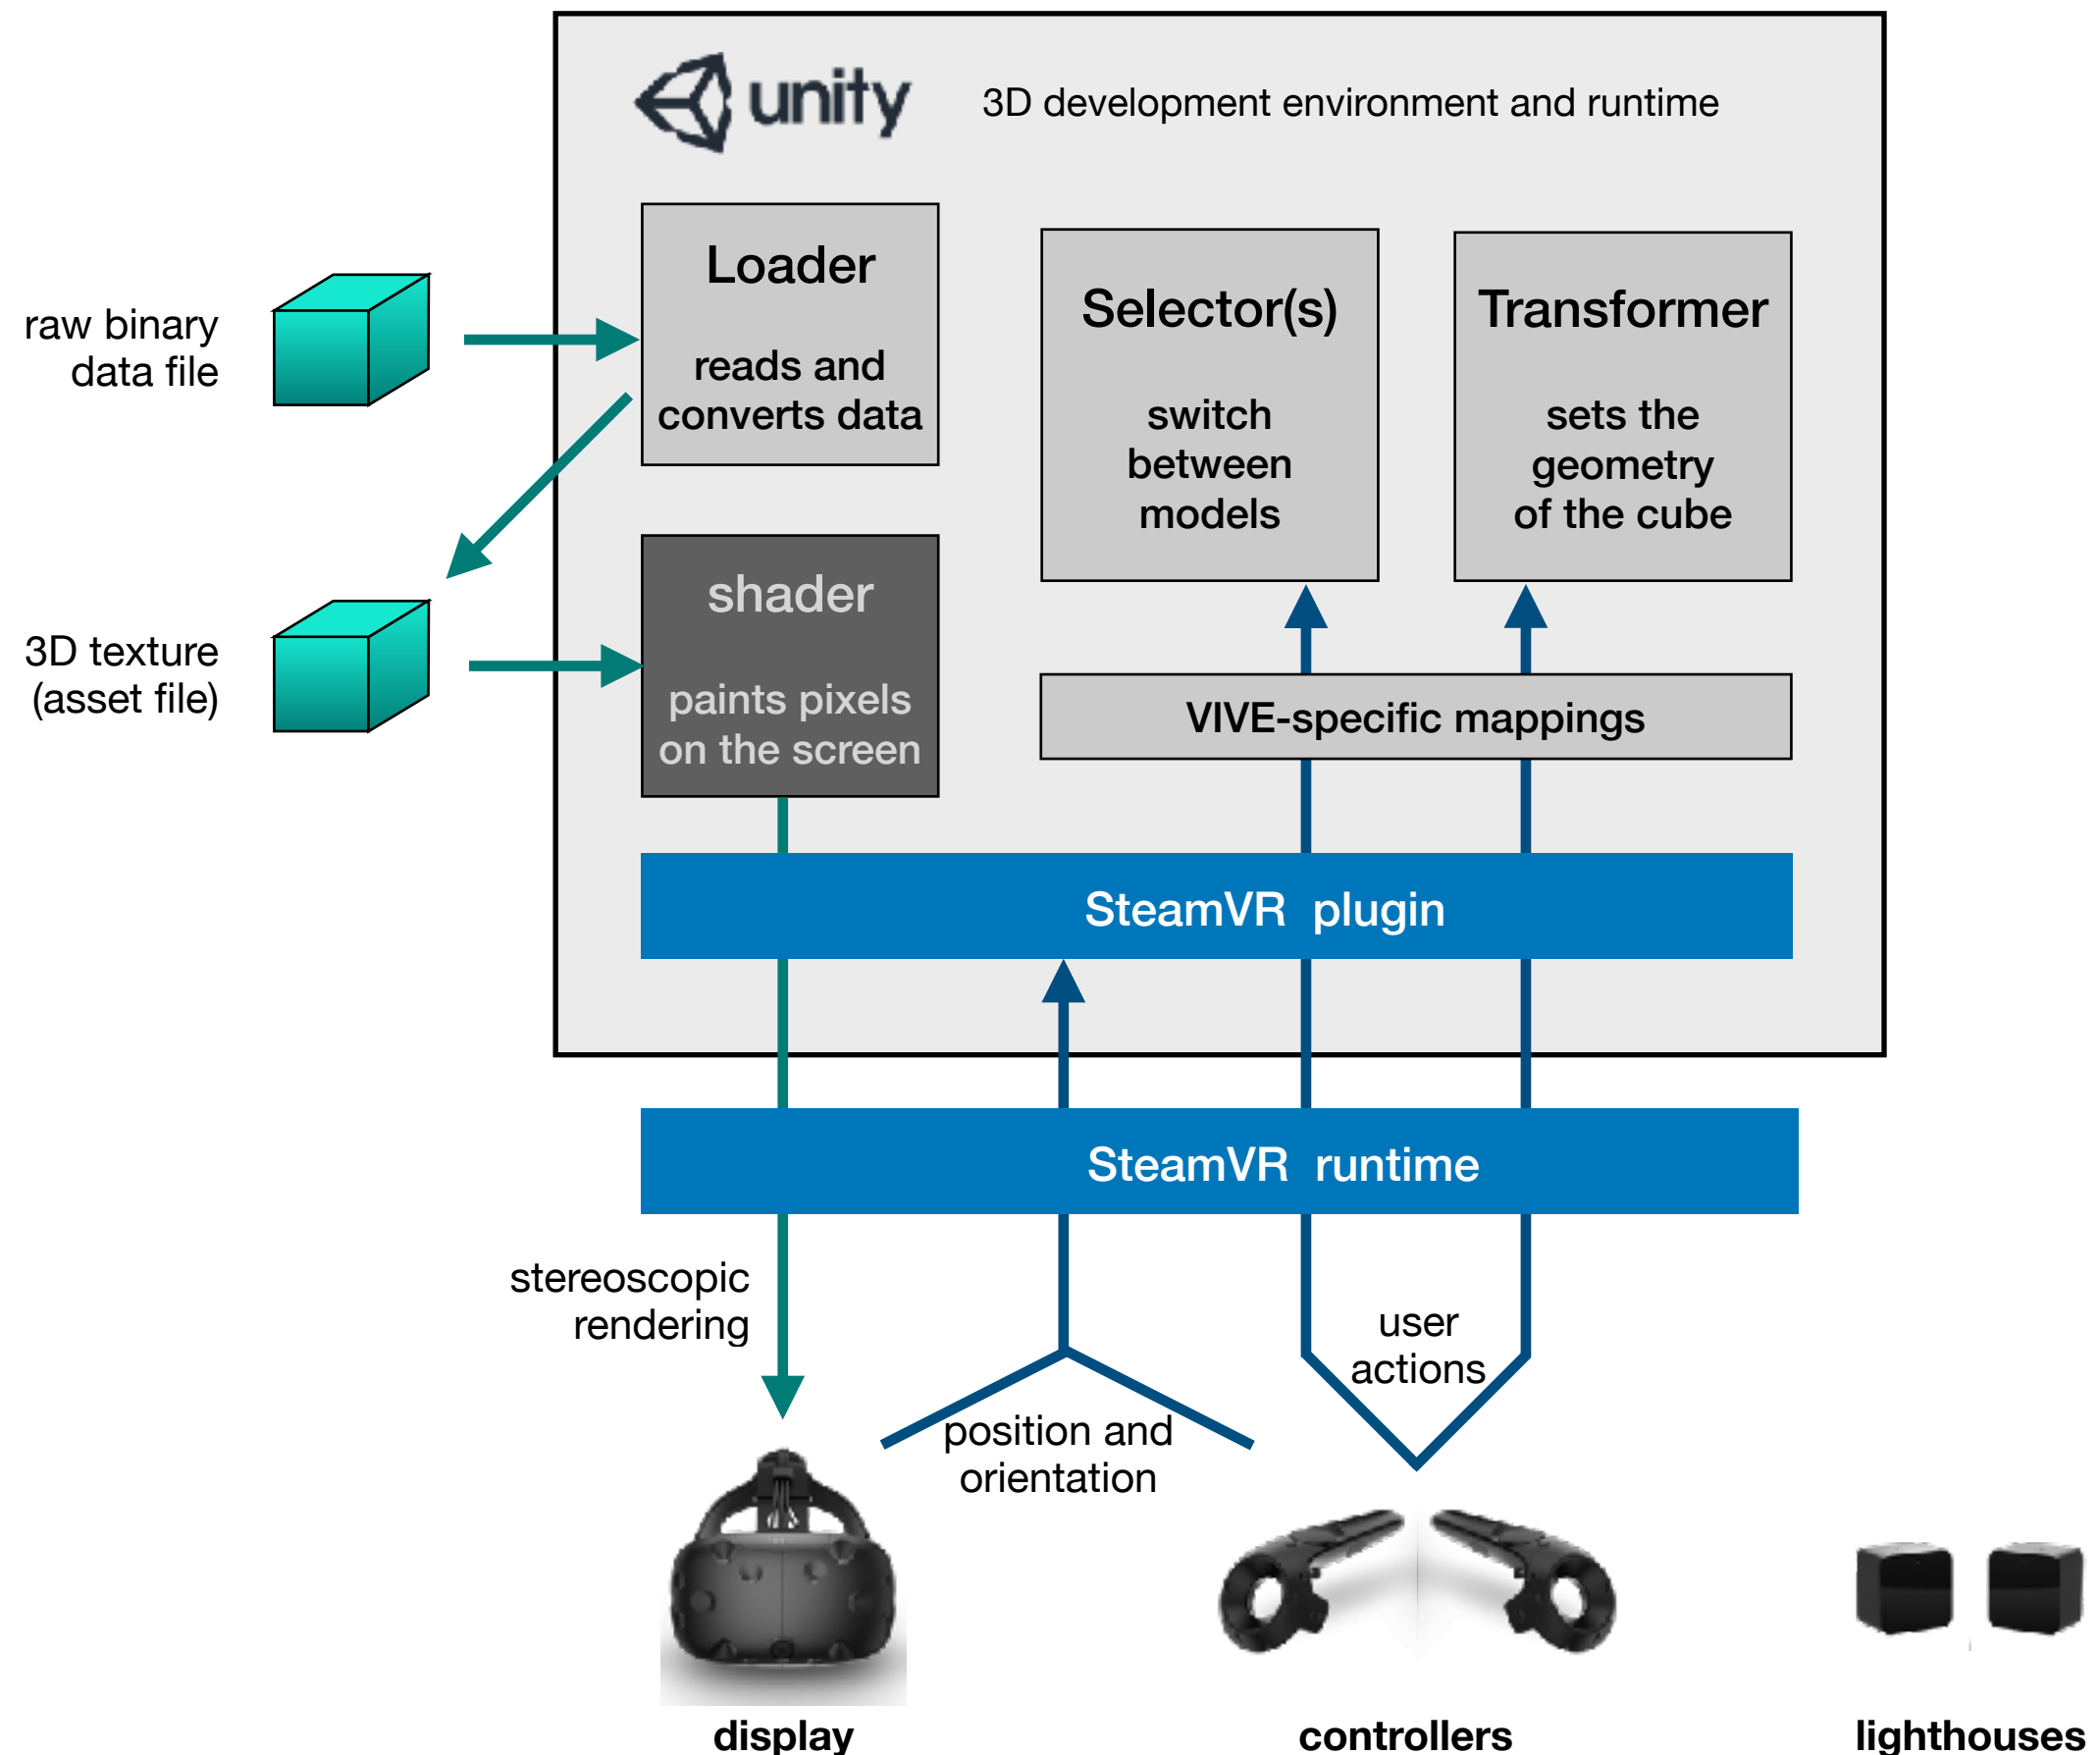 unity
3D development environment and runtime
raw binary
data file
Loader
reads and
converts data
Selector(s)
switch
between
models
Transformer
sets the
geometry
of the cube
3D texture
(asset file)
shader
paints pixels
on the screen
VIVE-specific mappings
SteamVR plugin
SteamVR runtime
stereoscopic
rendering
position and
orientation
user
actions
display
controllers
lighthouses